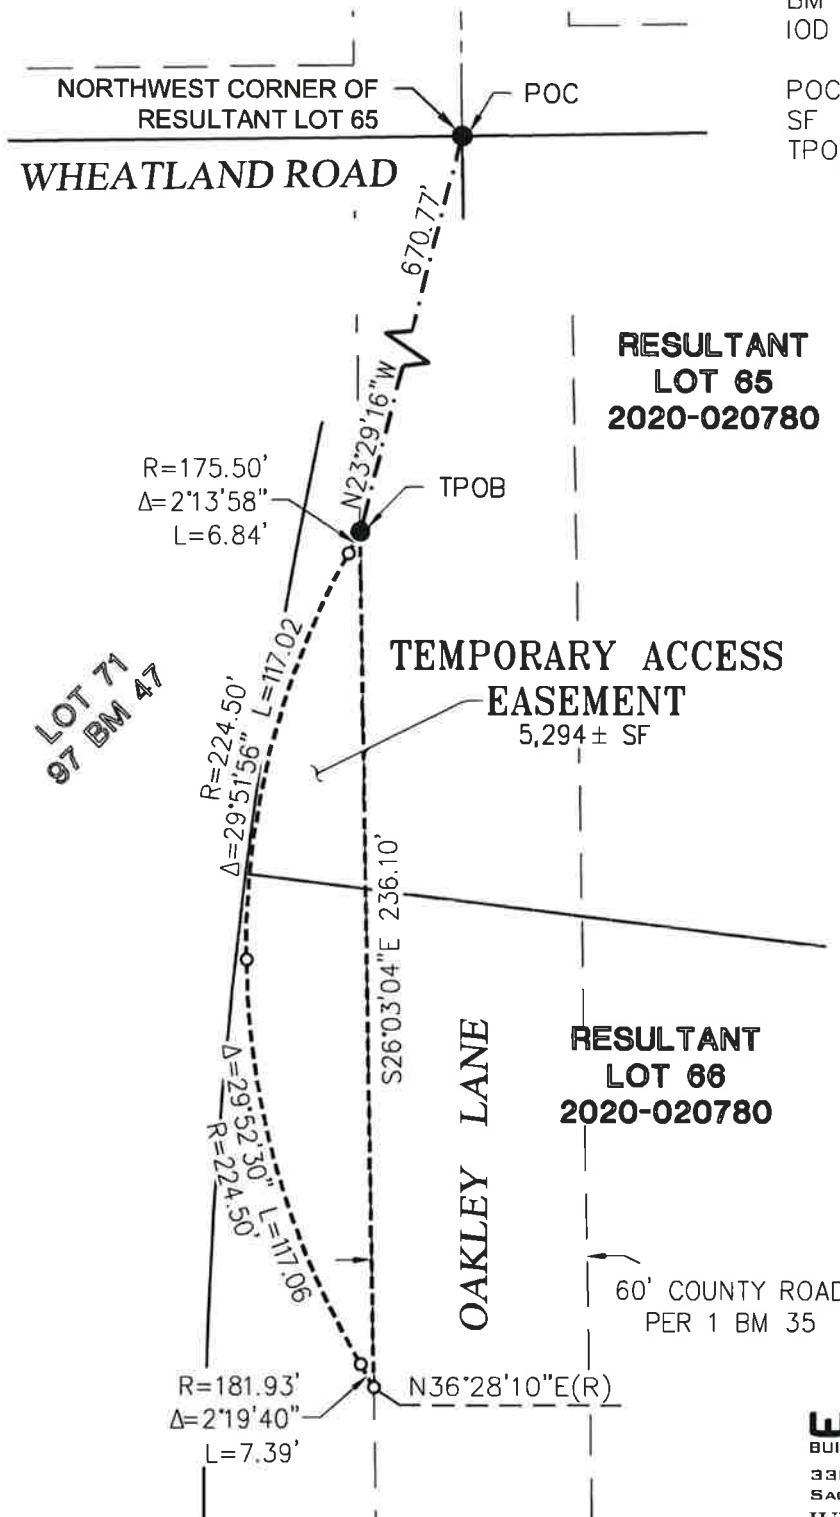 IOD
NORTHWEST CORNER OF
RESULTANT LOT 65
POC
POC
SF
TPO
WHEATLAND ROAD
670.77'
N23°29'16"W
RESULTANT
LOT 65
2020-020780
R=175.50'
Δ=2°13'58"
L=6.84'
TPOB
LOT 71
97 BM 47
R=224.50'
Δ=29°51'56" L=117.02
TEMPORARY ACCESS
EASEMENT
5,294± SF
S26°03'04"E 236.10'
OAKLEY LANE
RESULTANT
LOT 66
2020-020780
Δ=29°52'30" L=117.06
R=224.50'
60' COUNTY ROAD
PER 1 BM 35
R=181.93'
Δ=2°19'40"
L=7.39'
N36°28'10"E(R)
BUI